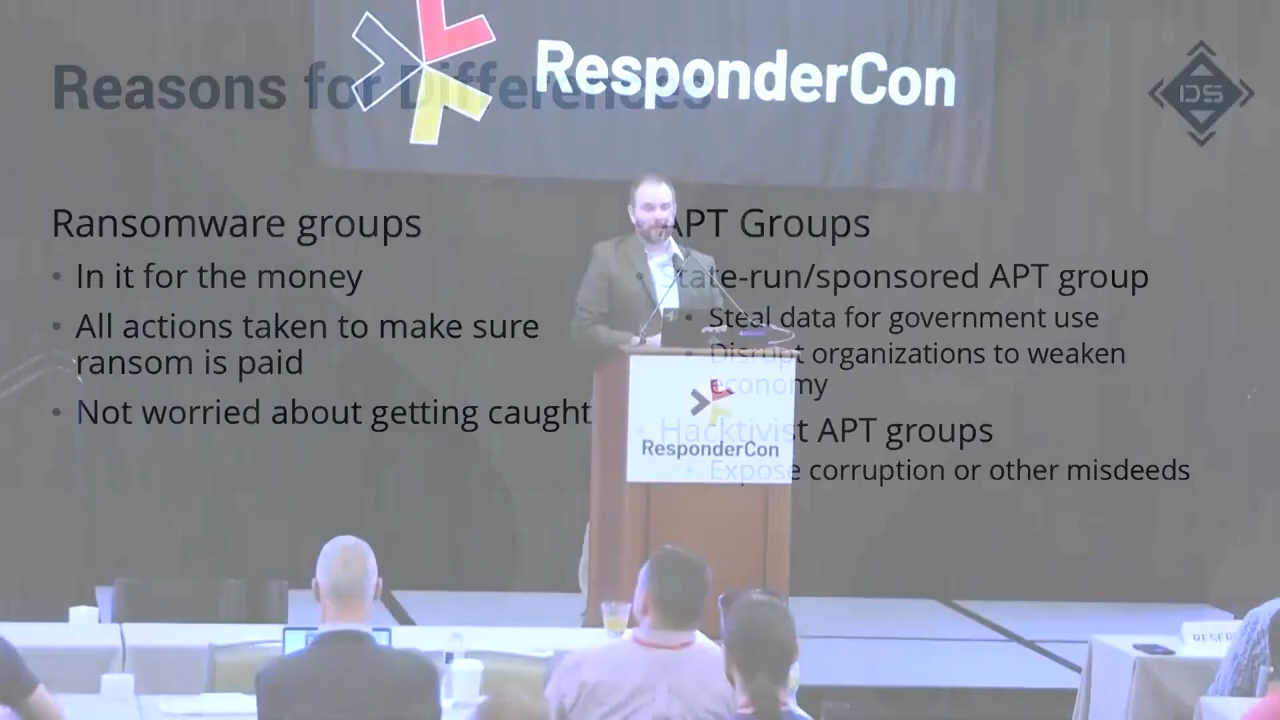 ResponderCon
Reasons for Differences
DS
Ransomware groups
• In it for the money
• All actions taken to make sure
ransom is paid
• Not worried about getting caught
APT Groups
• State-run/sponsored APT group
• Steal data for government use
• Disrupt organizations to weaken
economy
• Hacktivist APT groups
• Expose corruption or other misdeeds
ResponderCon